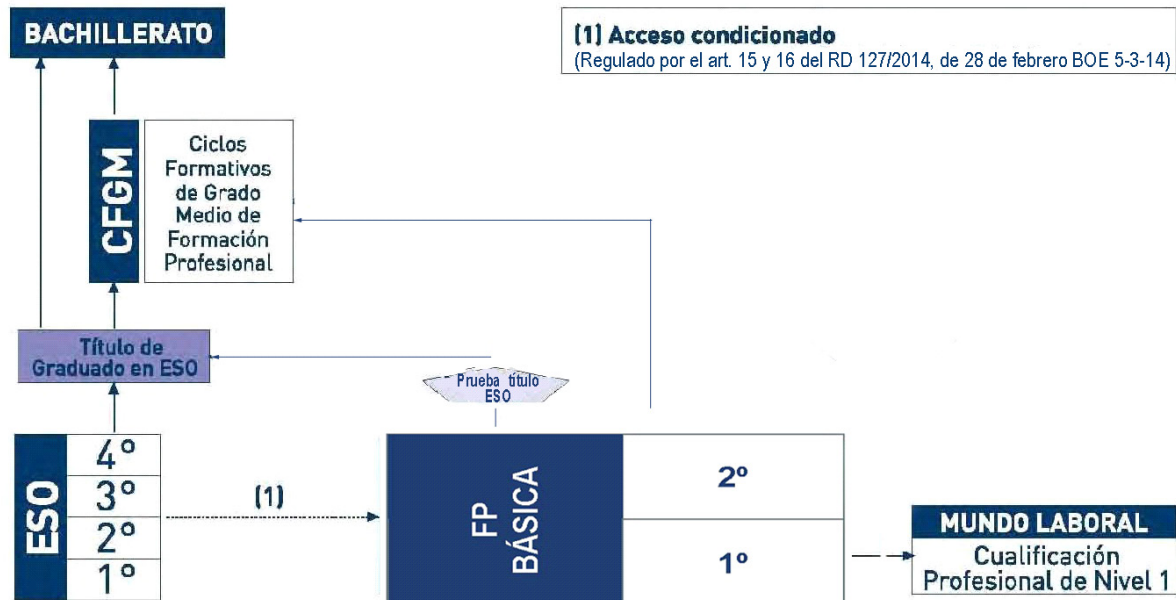 BACHILLERATO
(1) Acceso condicionado
(Regulado por el art. 15 y 16 del RD 127/2014, de 28 de febrero BOE 5-3-14)
CFGM
Ciclos
Formativos
de Grado
Medio de
Formación
Profesional
Título de
Graduado en ESO
Prueba título
ESO
ESO
4º
3º
2º
1º
(1)
FP
BÁSICA
2º
1º
MUNDO LABORAL
Cualificación
Profesional de Nivel 1